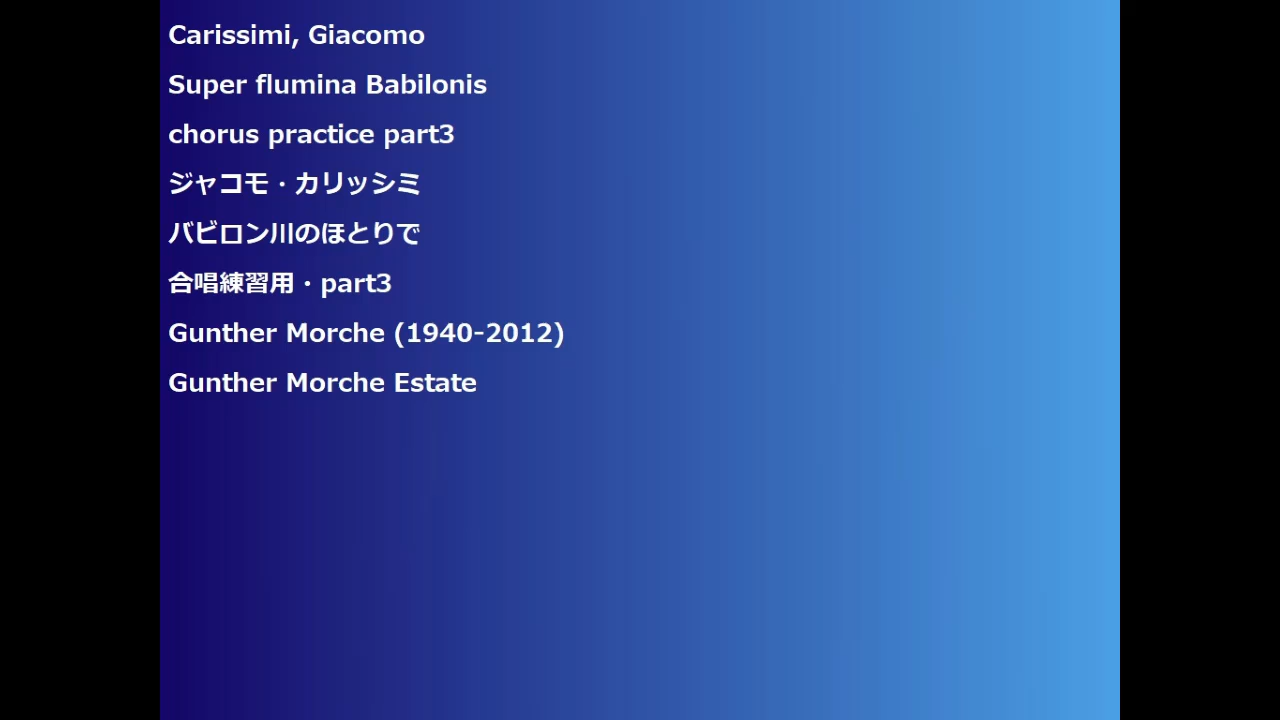 Carissimi, Giacomo
Super flumina Babilonis
chorus practice part3
ジャコモ・カリッシミ
バビロン川のほとりで
合唱練習用・part3
Gunther Morche (1940-2012)
Gunther Morche Estate